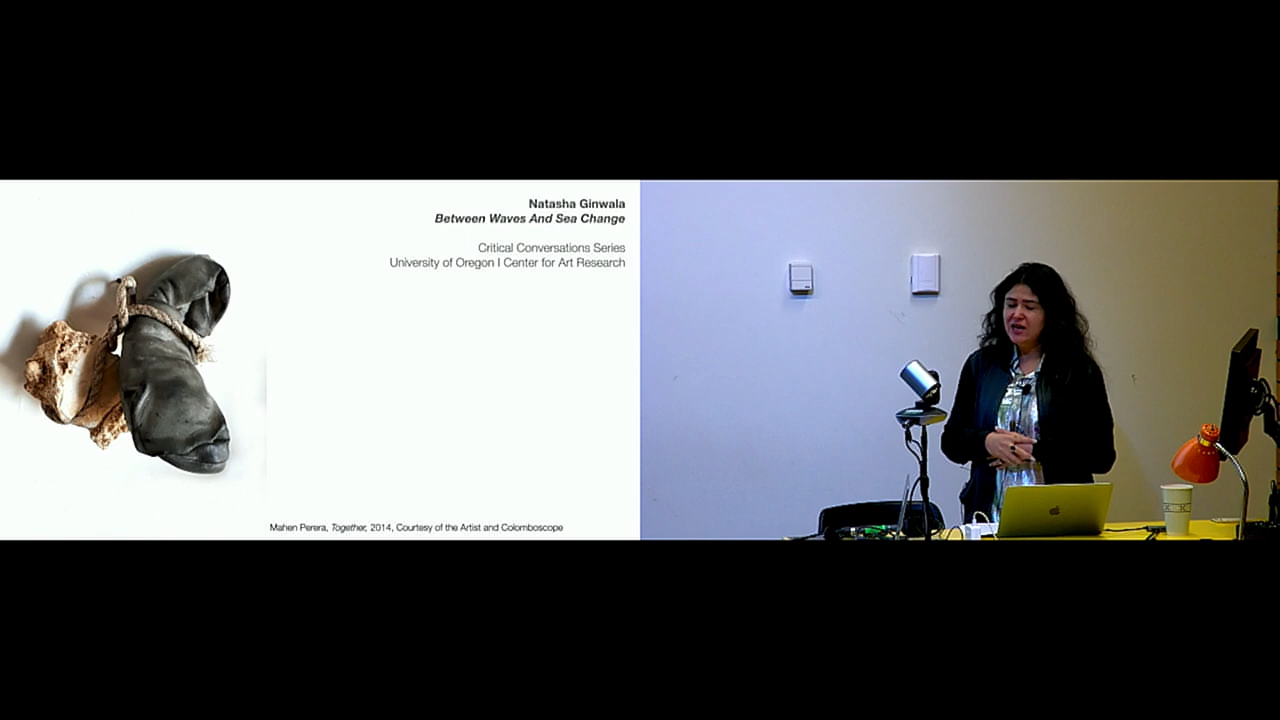 Natasha Ginwala
Between Waves And Sea Change
Critical Conversations Series
University of Oregon I Center for Art Research
Mahen Perera, Together, 2014, Courtesy of the Artist and Colomboscope